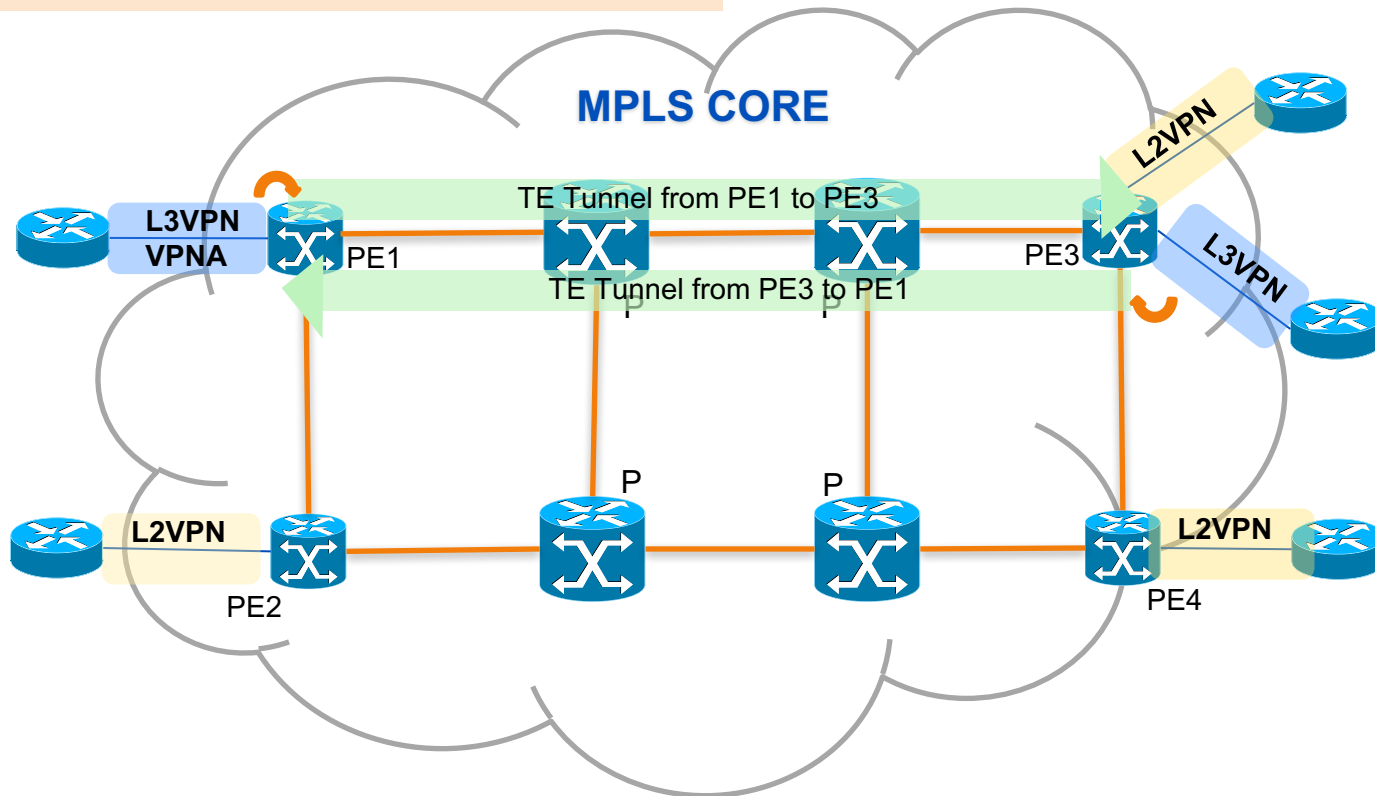 MPLS CORE
L2VPN
TE Tunnel from PE1 to PE3
L3VPN
VPNA
PE1
PE3
L3VPN
TE Tunnel from PE3 to PE1
P
P
P
P
L2VPN
L2VPN
PE2
PE4